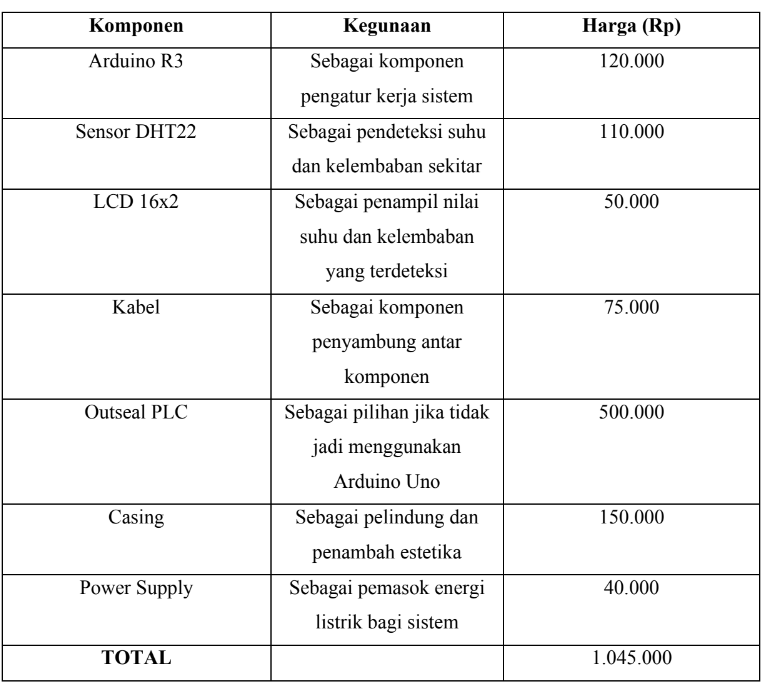 Komponen Kegunaan Harga (Rp)
Arduino R3 Sebagai komponen 120.000
pengatur kerja sistem
Sensor DHT22 Sebagai pendeteksi suhu 110.000
dan kelembaban sekitar
LCD 16x2 Sebagai penampil nilai 50.000
suhu dan kelembaban
yang terdeteksi
Kabel Sebagai komponen 75.000
penyambung antar
komponen
Outseal PLC Sebagai pilihan jika tidak 500.000
jadi menggunakan
Arduino Uno
Casing Sebagai pelindung dan 150.000
penambah estetika
Power Supply Sebagai pemasok energi 40.000
listrik bagi sistem
TOTAL 1.045.000